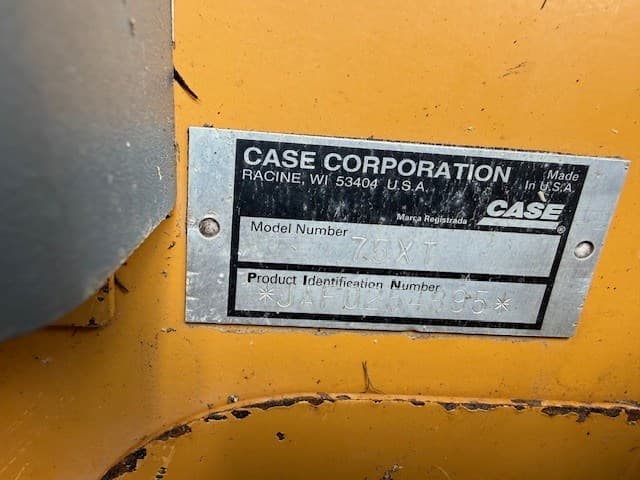 CASE CORPORATION
RACINE, WI 53404 U.S.A.
Made
In U.S.A.
Marca Registrada
CASE®
Model Number
75XT
Product Identification Number